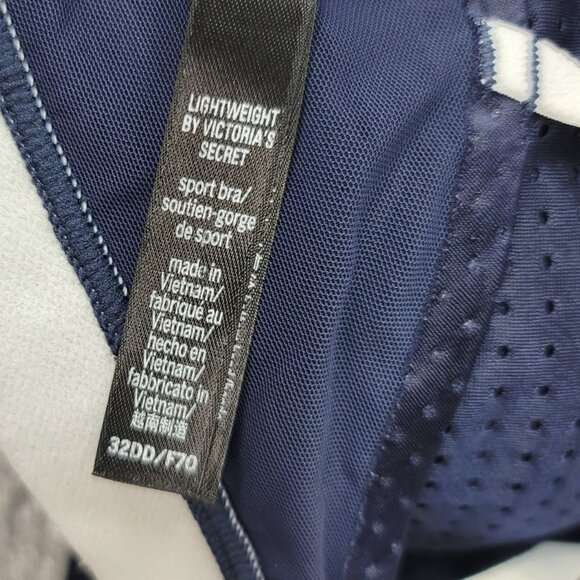 LIGHTWEIGHT
BY VICTORIA'S
SECRET
sport bra/
soutien-gorge
de sport
made in
Vietnam/
fabriqué au
Vietnam/
hecho en
Vietnam/
fabbricato in
Vietnam/
越南制造
32DD/F70